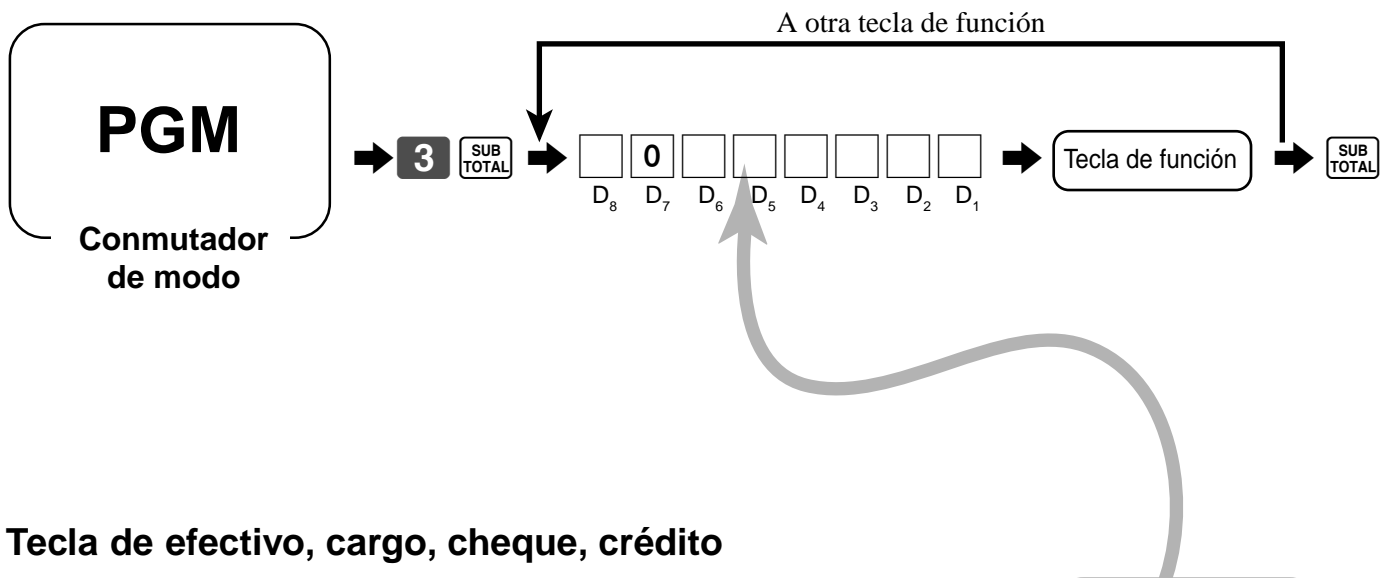 A otra tecla de función
PGM
3 SUB TOTAL 0 Tecla de función SUB TOTAL
D8 D7 D6 D5 D4 D3 D2 D1
Conmutador
de modo
Tecla de efectivo, cargo, cheque, crédito